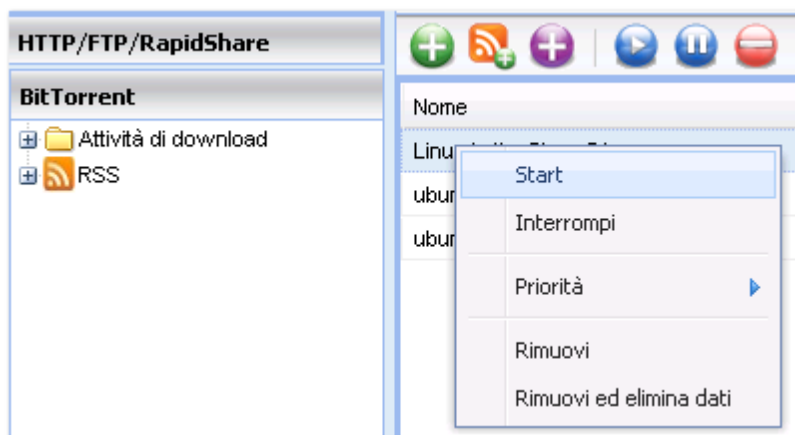 HTTP/FTP/RapidShare
BitTorrent
Attività di download
RSS
Nome
Start
Interrompi
Priorità
Rimuovi
Rimuovi ed elimina dati